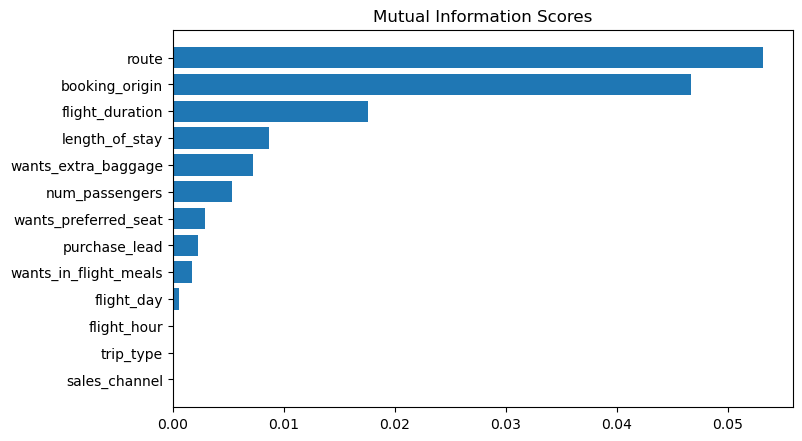 Mutual Information Scores
route
booking_origin
flight_duration
length_of_stay
wants_extra_baggage
num_passengers
wants_preferred_seat
purchase_lead
wants_in_flight_meals
flight_day
flight_hour
trip_type
sales_channel
0.00 0.01 0.02 0.03 0.04 0.05